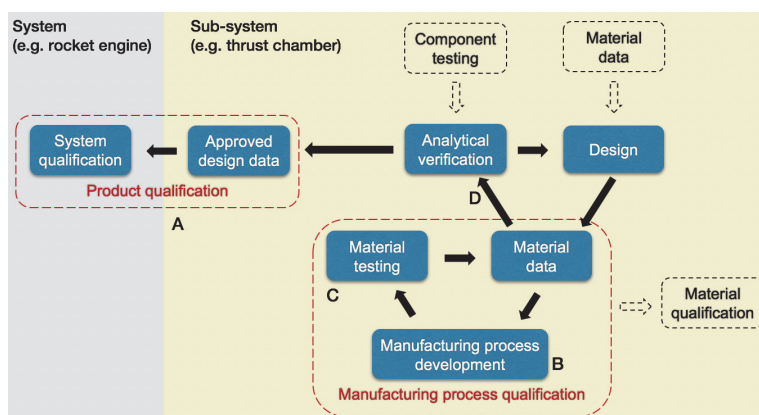 System
(e.g. rocket engine)
Sub-system
(e.g. thrust chamber)
Component
testing
Material
data
System
qualification
Approved
design data
Analytical
verification
Design
Product qualification
A
D
Material
testing
Material
data
C
Material
qualification
Manufacturing process
development
B
Manufacturing process qualification